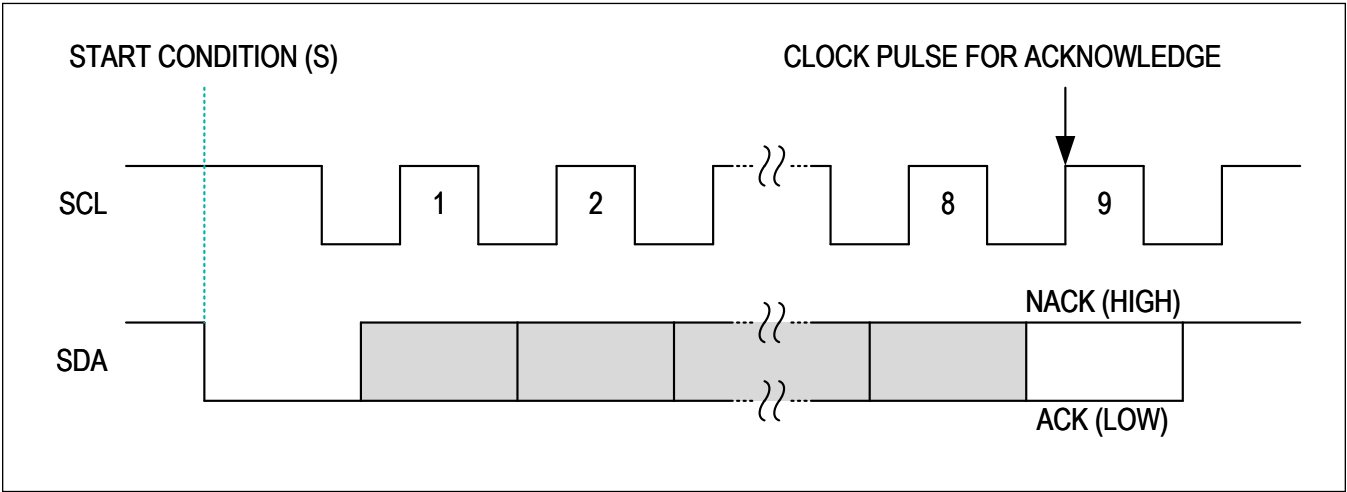 START CONDITION (S)
CLOCK PULSE FOR ACKNOWLEDGE
SCL
1
2
8
9
NACK (HIGH)
SDA
ACK (LOW)